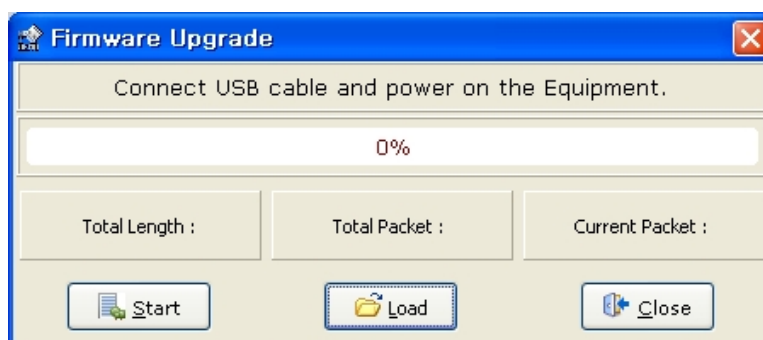 Firmware Upgrade
Connect USB cable and power on the Equipment.
0%
Total Length : Total Packet : Current Packet :
Start Load Close